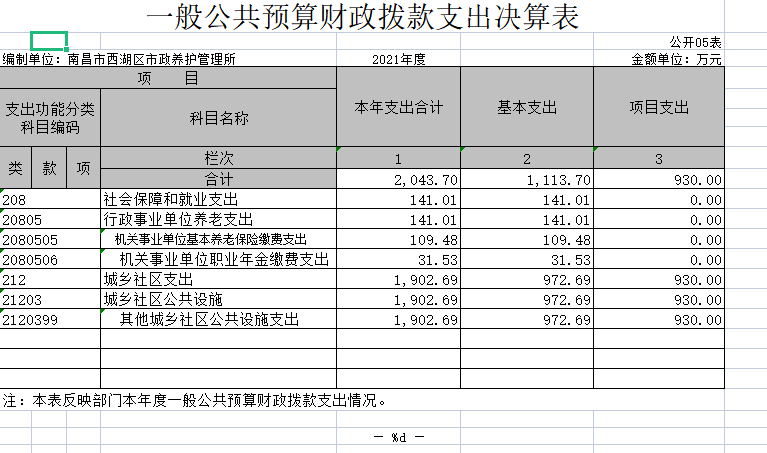 一般公共预算财政拨款支出决算表
公开05表
编制单位：南昌市西湖区市政养护管理所 2021年度 金额单位：万元
项 目 本年支出合计 基本支出 项目支出
支出功能分类科目编码 科目名称
类 款 项 栏次 1 2 3
合计 2,043.70 1,113.70 930.00
208 社会保障和就业支出 141.01 141.01 0.00
20805 行政事业单位养老支出 141.01 141.01 0.00
2080505 机关事业单位基本养老保险缴费支出 109.48 109.48 0.00
2080506 机关事业单位职业年金缴费支出 31.53 31.53 0.00
212 城乡社区支出 1,902.69 972.69 930.00
21203 城乡社区公共设施 1,902.69 972.69 930.00
2120399 其他城乡社区公共设施支出 1,902.69 972.69 930.00
注：本表反映部门本年度一般公共预算财政拨款支出情况。
— %d —